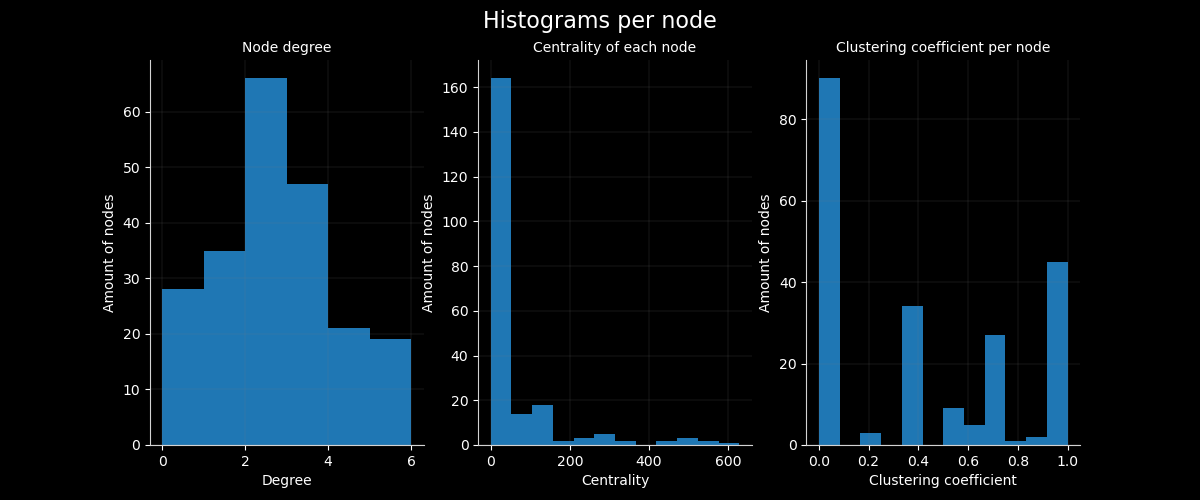 Histograms per node
Node degree
Amount of nodes
60
50
40
30
20
10
0
0 2 4 6
Degree
Centrality of each node
Amount of nodes
160
140
120
100
80
60
40
20
0
0 200 400 600
Centrality
Clustering coefficient per node
Amount of nodes
80
60
40
20
0
0.0 0.2 0.4 0.6 0.8 1.0
Clustering coefficient